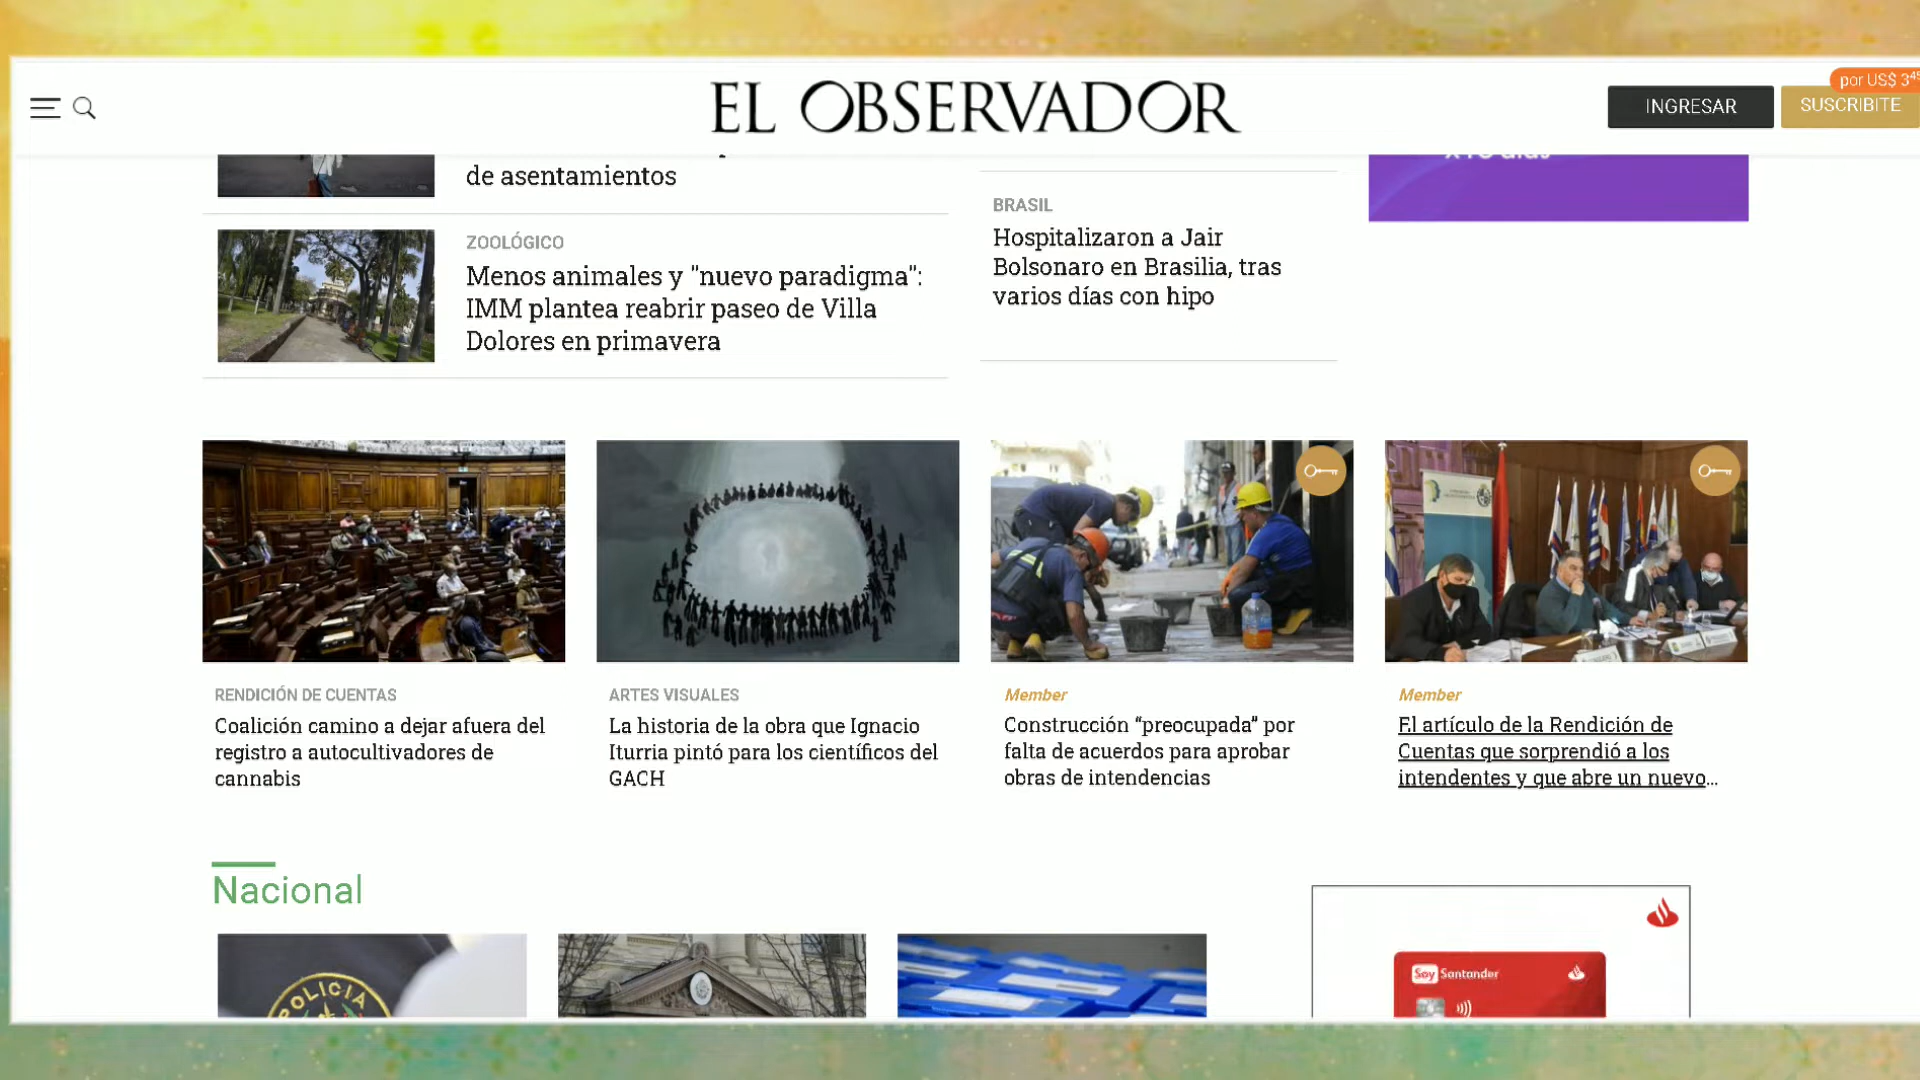 EL OBSERVADOR
INGRESAR
por US$ 3
SUSCRIBITE
de asentamientos
ZOOLÓGICO
Menos animales y "nuevo paradigma":
IMM plantea reabrir paseo de Villa
Dolores en primavera
BRASIL
Hospitalizaron a Jair
Bolsonaro en Brasilia, tras
varios días con hipo
RENDICIÓN DE CUENTAS
Coalición camino a dejar afuera del
registro a autocultivadores de
cannabis
ARTES VISUALES
La historia de la obra que Ignacio
Iturria pintó para los científicos del
GACH
Member
Construcción “preocupada” por
falta de acuerdos para aprobar
obras de intendencias
Member
El artículo de la Rendición de
Cuentas que sorprendió a los
intendentes y que abre un nuevo...
Nacional
POLICIA
Soy Santander